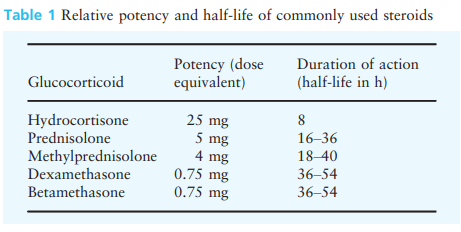 Table 1 Relative potency and half-life of commonly used steroids
Potency (dose Duration of action
Glucocorticoid equivalent) (half-life in h)
Hydrocortisone 25 mg 8
Prednisolone 5 mg 16–36
Methylprednisolone 4 mg 18–40
Dexamethasone 0.75 mg 36–54
Betamethasone 0.75 mg 36–54